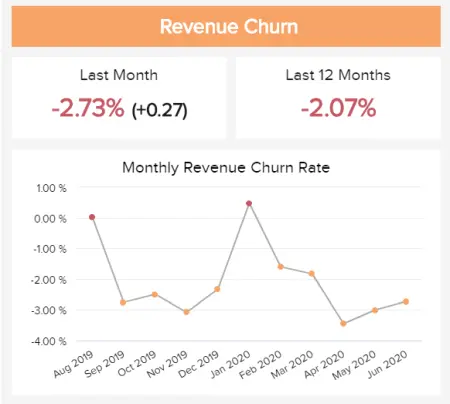 Revenue Churn
Last Month
-2.73% (+0.27)
Last 12 Months
-2.07%
Monthly Revenue Churn Rate
1.00 %
0.00 %
-1.00 %
-2.00 %
-3.00 %
-4.00 %
Aug 2019
Sep 2019
Oct 2019
Nov 2019
Dec 2019
Jan 2020
Feb 2020
Mar 2020
Apr 2020
May 2020
Jun 2020